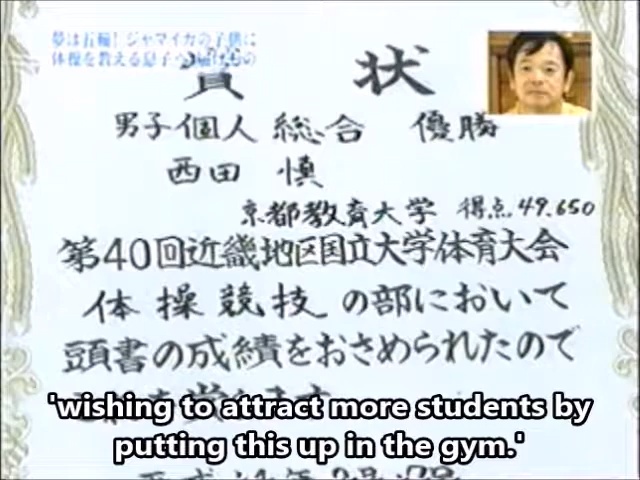 夢は五輪!ジャマイカの子供に
体操を教える息子へ届けもの
賞 状
男子個人 総合 優勝
西田 慎
京都教育大学 得点.49.650
第40回近畿地区国立大学体育大会
体操競技 の部において
頭書の成績をおさめられたので
'wishing to attract more students by
putting this up in the gym.'